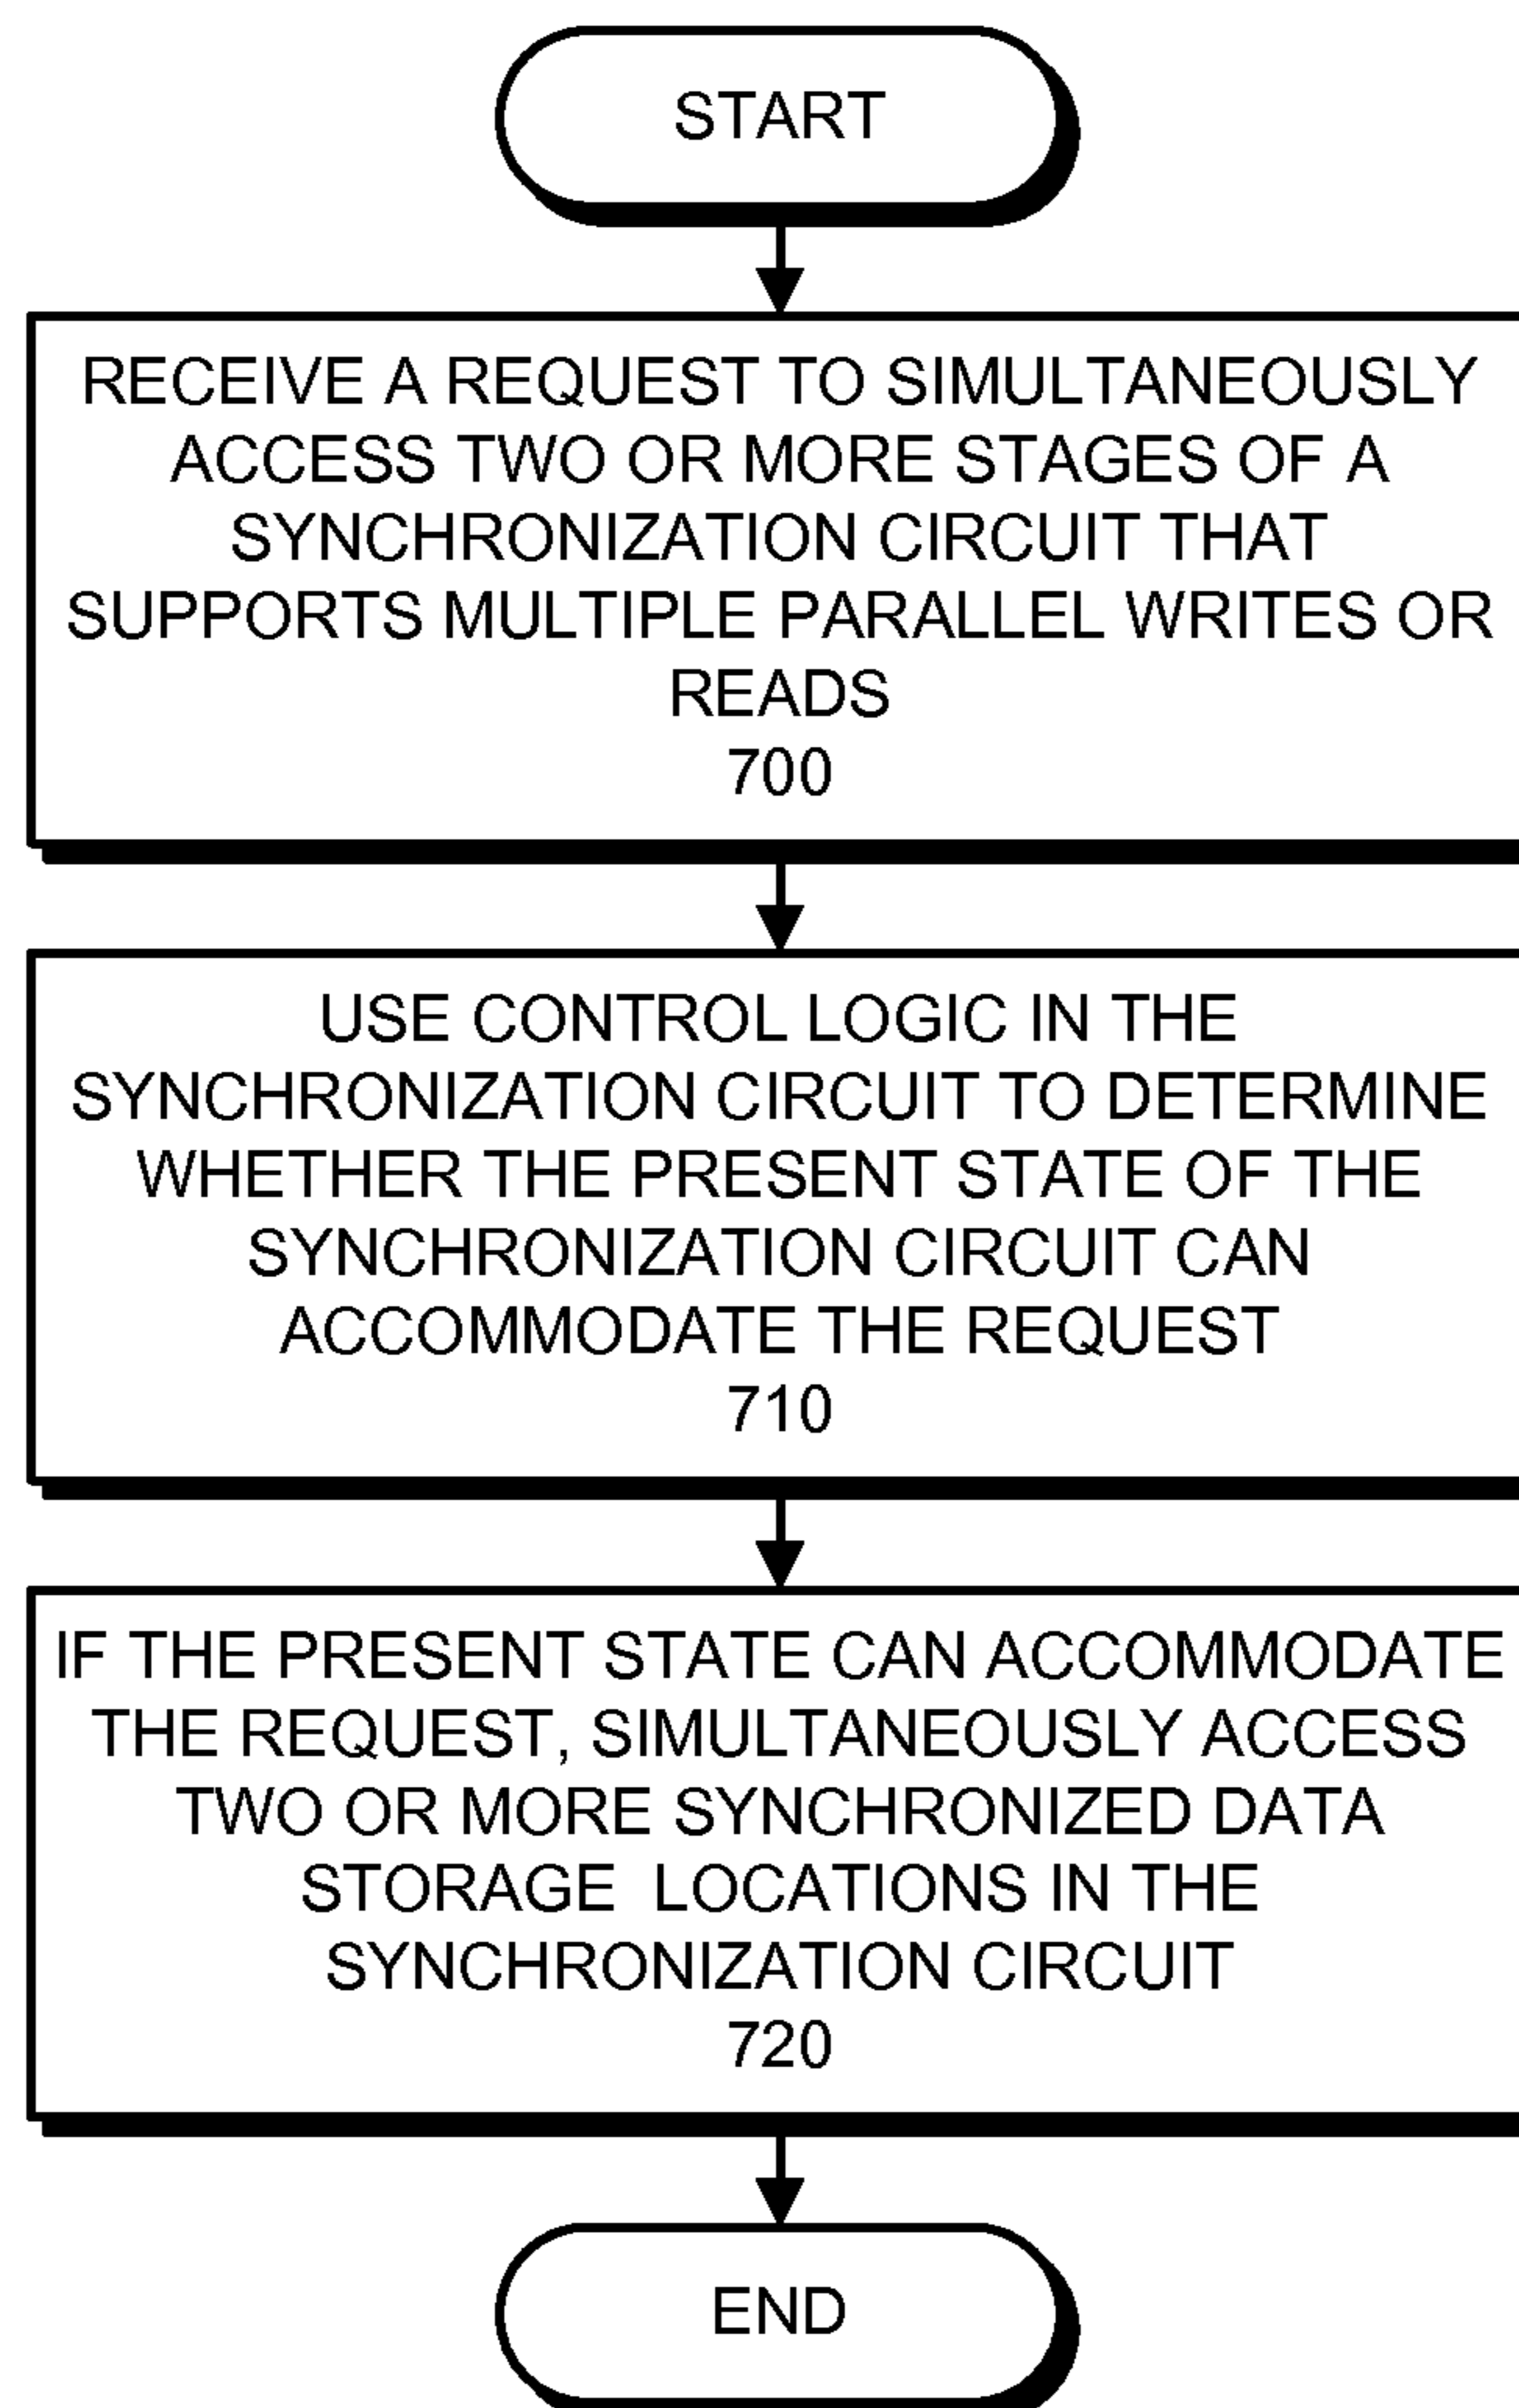 START
RECEIVE A REQUEST TO SIMULTANEOUSLY
ACCESS TWO OR MORE STAGES OF A
SYNCHRONIZATION CIRCUIT THAT
SUPPORTS MULTIPLE PARALLEL WRITES OR
READS
700
USE CONTROL LOGIC IN THE
SYNCHRONIZATION CIRCUIT TO DETERMINE
WHETHER THE PRESENT STATE OF THE
SYNCHRONIZATION CIRCUIT CAN
ACCOMMODATE THE REQUEST
710
IF THE PRESENT STATE CAN ACCOMMODATE
THE REQUEST, SIMULTANEOUSLY ACCESS
TWO OR MORE SYNCHRONIZED DATA
STORAGE LOCATIONS IN THE
SYNCHRONIZATION CIRCUIT
720
END